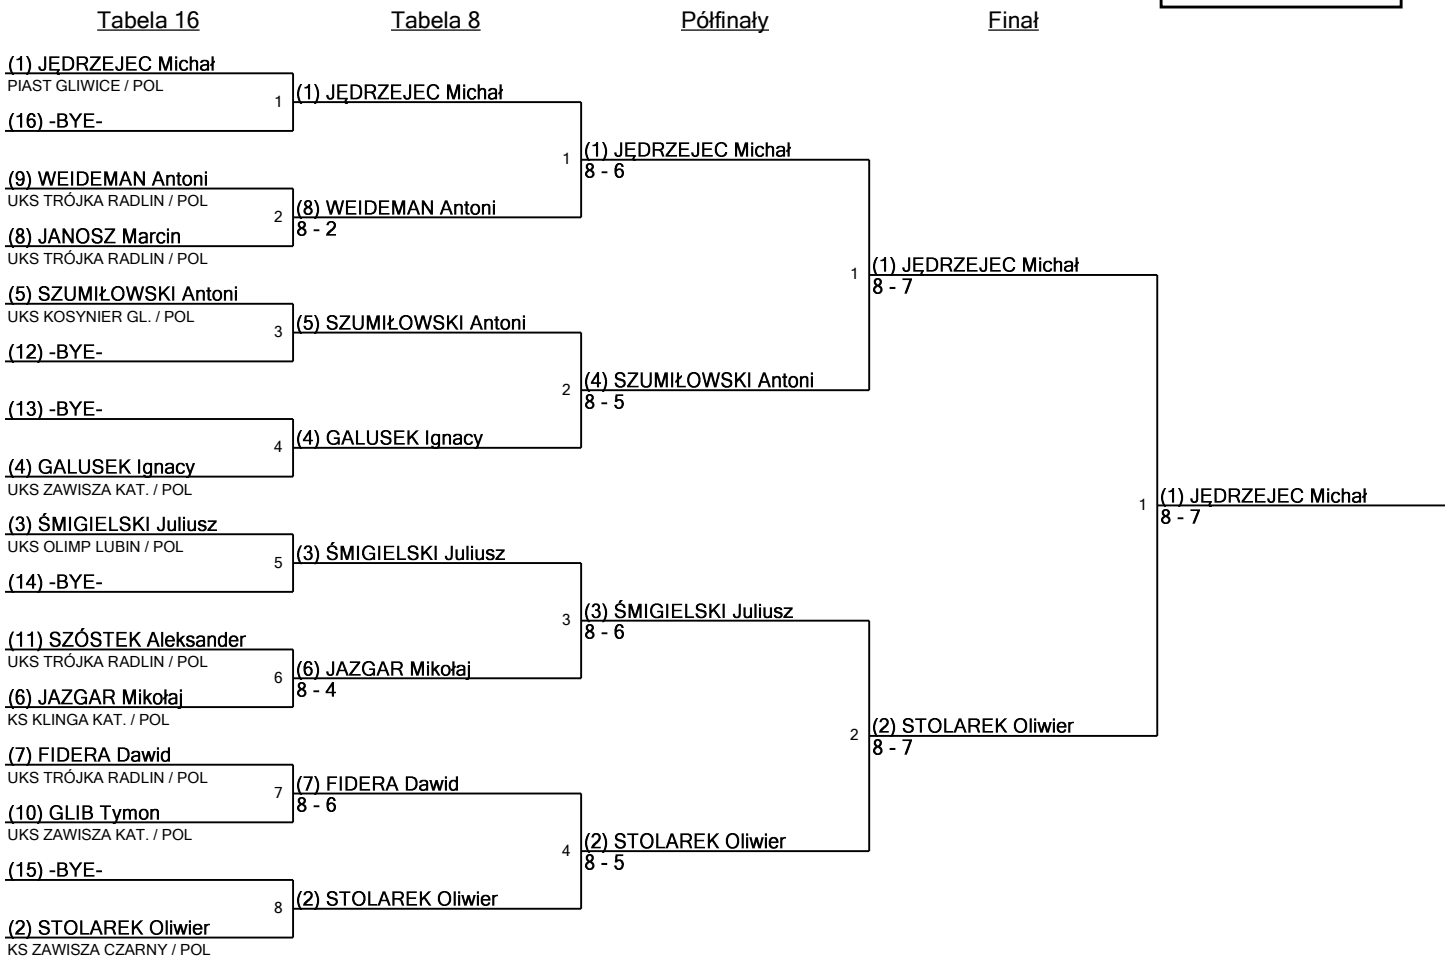 Tabela 16
Tabela 8
Półfinały
Finał
(1) JĘDRZEJEC Michał
PIAST GLIWICE / POL
(16) -BYE-
(9) WEIDEMAN Antoni
UKS TRÓJKA RADLIN / POL
(8) JANOSZ Marcin
UKS TRÓJKA RADLIN / POL
(5) SZUMIŁOWSKI Antoni
UKS KOSYNIER GL. / POL
(12) -BYE-
(13) -BYE-
(4) GALUSEK Ignacy
UKS ZAWISZA KAT. / POL
(3) ŚMIGIELSKI Juliusz
UKS OLIMP LUBIN / POL
(14) -BYE-
(11) SZÓSTEK Aleksander
UKS TRÓJKA RADLIN / POL
(6) JAZGAR Mikołaj
KS KLINGA KAT. / POL
(7) FIDERA Dawid
UKS TRÓJKA RADLIN / POL
(10) GLIB Tymon
UKS ZAWISZA KAT. / POL
(15) -BYE-
(2) STOLAREK Oliwier
KS ZAWISZA CZARNY / POL
1
(1) JĘDRZEJEC Michał
2
(8) WEIDEMAN Antoni
8 - 2
3
(5) SZUMIŁOWSKI Antoni
4
(4) GALUSEK Ignacy
5
(3) ŚMIGIELSKI Juliusz
6
(6) JAZGAR Mikołaj
8 - 4
7
(7) FIDERA Dawid
8 - 6
8
(2) STOLAREK Oliwier
1
(1) JĘDRZEJEC Michał
8 - 6
2
(4) SZUMIŁOWSKI Antoni
8 - 5
3
(3) ŚMIGIELSKI Juliusz
8 - 6
4
(2) STOLAREK Oliwier
8 - 5
1
(1) JĘDRZEJEC Michał
8 - 7
2
(2) STOLAREK Oliwier
8 - 7
1
(1) JĘDRZEJEC Michał
8 - 7